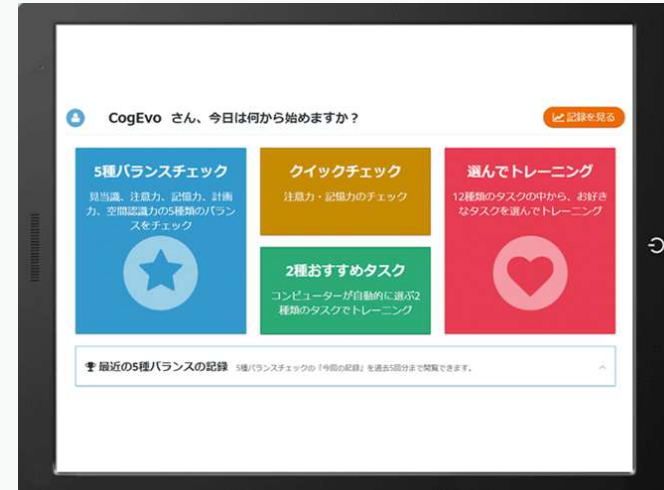 CogEvo さん、今日は何から始めますか？
記録を見る
5種バランスチェック
見当識、注意力、記憶力、計画
力、空間認識力の5種類のバラン
スをチェック
クイックチェック
注意力・記憶力のチェック
2種おすすめタスク
コンピューターが自動的に選ぶ2
種類のタスクでトレーニング
選んでトレーニング
12種類のタスクの中から、お好き
なタスクを選んでトレーニング
最近の5種バランスの記録 5種バランスチェックの『今回の記録』を過去5回分まで閲覧できます。